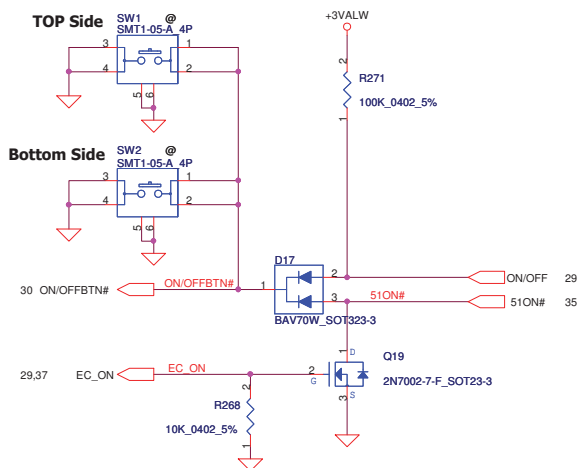 TOP Side
SW1 @
SMT1-05-A_4P
3 1
4 2
5 6
+3VALW
2
R271
100K_0402_5%
1
Bottom Side
SW2 @
SMT1-05-A_4P
3 1
4 2
5 6
D17
30 ON/OFFBTN# ON/OFFBTN# 1 2 ON/OFF 29
3 51ON# 51ON# 35
BAV70W_SOT323-3
1 D
Q19
29,37 EC_ON EC_ON 2 G
2N7002-7-F_SOT23-3
3 S
2
R268
10K_0402_5%
1